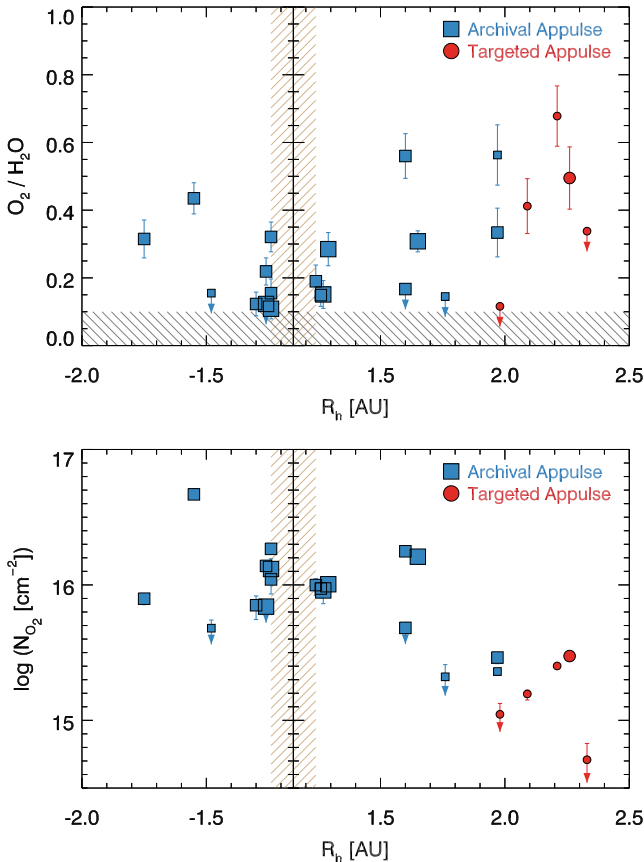 1.0
0.8
0.6
0.4
0.2
0.0
O₂ / H₂O
Archival Appulse
Targeted Appulse
-2.0 -1.5 1.5 2.0 2.5
Rₕ [AU]
17
16
15
log (N_O₂ [cm⁻²])
Archival Appulse
Targeted Appulse
-2.0 -1.5 1.5 2.0 2.5
Rₕ [AU]